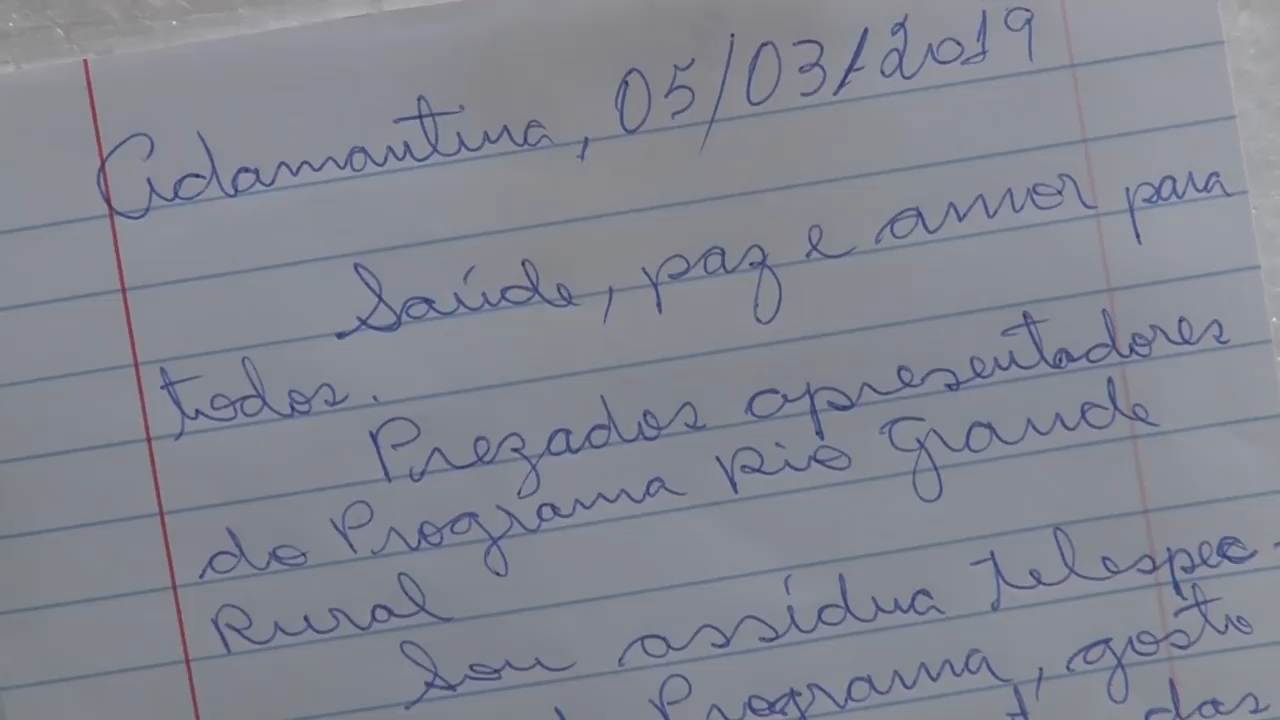 Adamantina, 05/03/2019
Saúde, paz e amor para
todos.
Prezados apresentadores
do Programa Rio Grande
Rural
Sou assídua telespec-
Programa, gosto
das